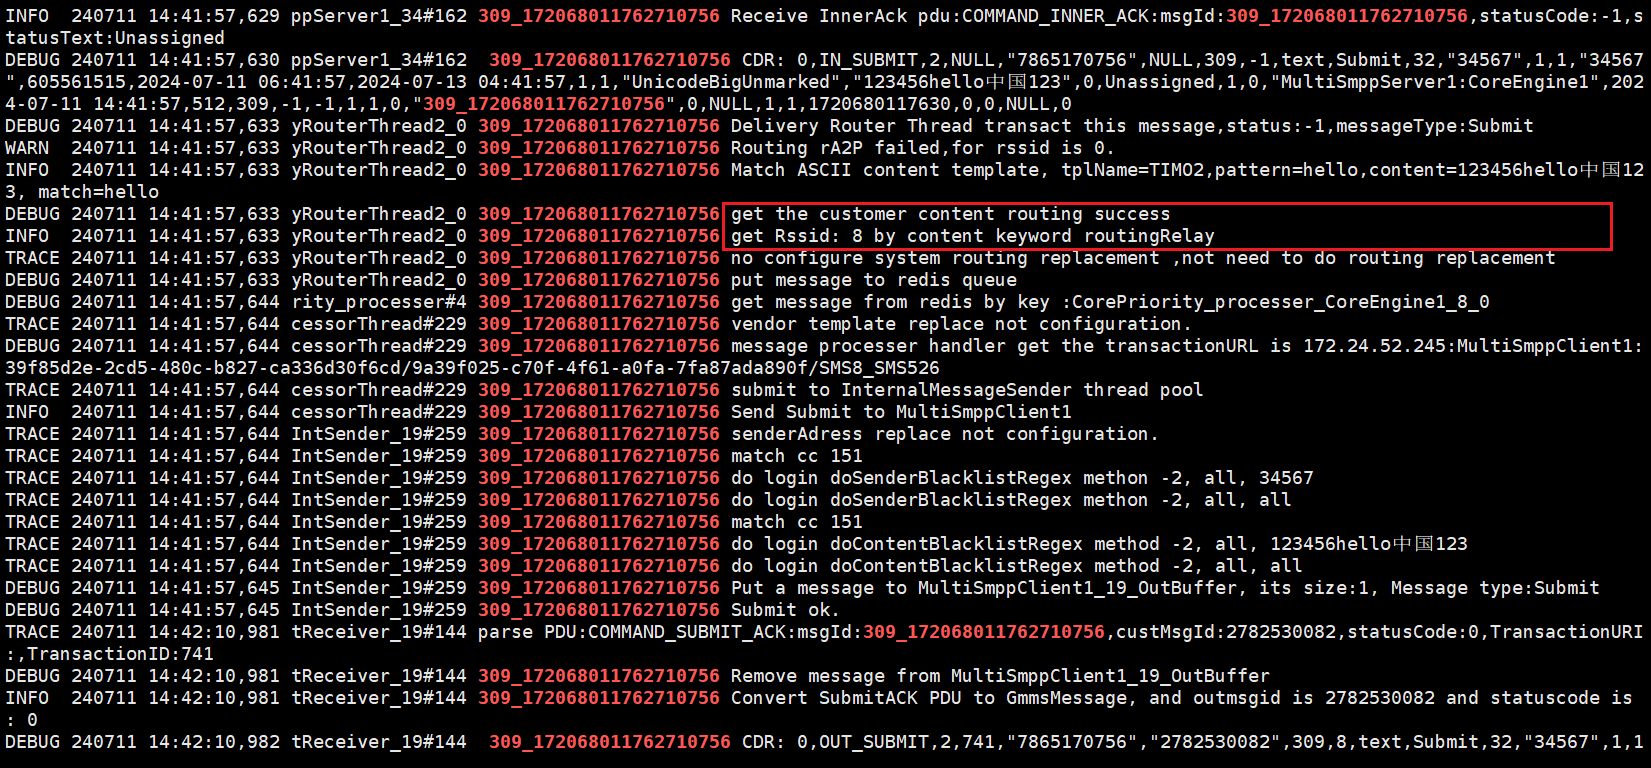 INFO  240711 14:41:57,629 ppServer1_34#162 309_172068011762710756 Receive InnerAck pdu:COMMAND_INNER_ACK:msgId:309_172068011762710756,statusCode:-1,s
tatusText:Unassigned
DEBUG 240711 14:41:57,630 ppServer1_34#162  309_172068011762710756 CDR: 0,IN_SUBMIT,2,NULL,"7865170756",NULL,309,-1,text,Submit,32,"34567",1,1,"34567
",605561515,2024-07-11 06:41:57,2024-07-13 04:41:57,1,1,"UnicodeBigUnmarked","123456hello中国123",0,Unassigned,1,0,"MultiSmppServer1:CoreEngine1",202
4-07-11 14:41:57,512,309,-1,-1,1,1,0,"309_172068011762710756",0,NULL,1,1,1720680117630,0,0,NULL,0
DEBUG 240711 14:41:57,633 yRouterThread2_0 309_172068011762710756 Delivery Router Thread transact this message,status:-1,messageType:Submit
WARN  240711 14:41:57,633 yRouterThread2_0 309_172068011762710756 Routing rA2P failed,for rssid is 0.
INFO  240711 14:41:57,633 yRouterThread2_0 309_172068011762710756 Match ASCII content template, tplName=TIMO2,pattern=hello,content=123456hello中国12
3, match=hello
DEBUG 240711 14:41:57,633 yRouterThread2_0 309_172068011762710756 get the customer content routing success
INFO  240711 14:41:57,633 yRouterThread2_0 309_172068011762710756 get Rssid: 8 by content keyword routingRelay
TRACE 240711 14:41:57,633 yRouterThread2_0 309_172068011762710756 no configure system routing replacement ,not need to do routing replacement
DEBUG 240711 14:41:57,633 yRouterThread2_0 309_172068011762710756 put message to redis queue
DEBUG 240711 14:41:57,644 rity_processer#4 309_172068011762710756 get message from redis by key :CorePriority_processer_CoreEngine1_8_0
TRACE 240711 14:41:57,644 cessorThread#229 309_172068011762710756 vendor template replace not configuration.
DEBUG 240711 14:41:57,644 cessorThread#229 309_172068011762710756 message processer handler get the transactionURL is 172.24.52.245:MultiSmppClient1:
39f85d2e-2cd5-480c-b827-ca336d30f6cd/9a39f025-c70f-4f61-a0fa-7fa87ada890f/SMS8_SMS526
TRACE 240711 14:41:57,644 cessorThread#229 309_172068011762710756 submit to InternalMessageSender thread pool
INFO  240711 14:41:57,644 cessorThread#229 309_172068011762710756 Send Submit to MultiSmppClient1
TRACE 240711 14:41:57,644 IntSender_19#259 309_172068011762710756 senderAdress replace not configuration.
TRACE 240711 14:41:57,644 IntSender_19#259 309_172068011762710756 match cc 151
TRACE 240711 14:41:57,644 IntSender_19#259 309_172068011762710756 do login doSenderBlacklistRegex methon -2, all, 34567
TRACE 240711 14:41:57,644 IntSender_19#259 309_172068011762710756 do login doSenderBlacklistRegex methon -2, all, all
TRACE 240711 14:41:57,644 IntSender_19#259 309_172068011762710756 match cc 151
TRACE 240711 14:41:57,644 IntSender_19#259 309_172068011762710756 do login doContentBlacklistRegex method -2, all, 123456hello中国123
TRACE 240711 14:41:57,644 IntSender_19#259 309_172068011762710756 do login doContentBlacklistRegex method -2, all, all
DEBUG 240711 14:41:57,645 IntSender_19#259 309_172068011762710756 Put a message to MultiSmppClient1_19_OutBuffer, its size:1, Message type:Submit
DEBUG 240711 14:41:57,645 IntSender_19#259 309_172068011762710756 Submit ok.
TRACE 240711 14:42:10,981 tReceiver_19#144 parse PDU:COMMAND_SUBMIT_ACK:msgId:309_172068011762710756,custMsgId:2782530082,statusCode:0,TransactionURI
:,TransactionID:741
DEBUG 240711 14:42:10,981 tReceiver_19#144 309_172068011762710756 Remove message from MultiSmppClient1_19_OutBuffer
INFO  240711 14:42:10,981 tReceiver_19#144 309_172068011762710756 Convert SubmitACK PDU to GmmsMessage, and outmsgid is 2782530082 and statuscode is
: 0
DEBUG 240711 14:42:10,982 tReceiver_19#144  309_172068011762710756 CDR: 0,OUT_SUBMIT,2,741,"7865170756","2782530082",309,8,text,Submit,32,"34567",1,1